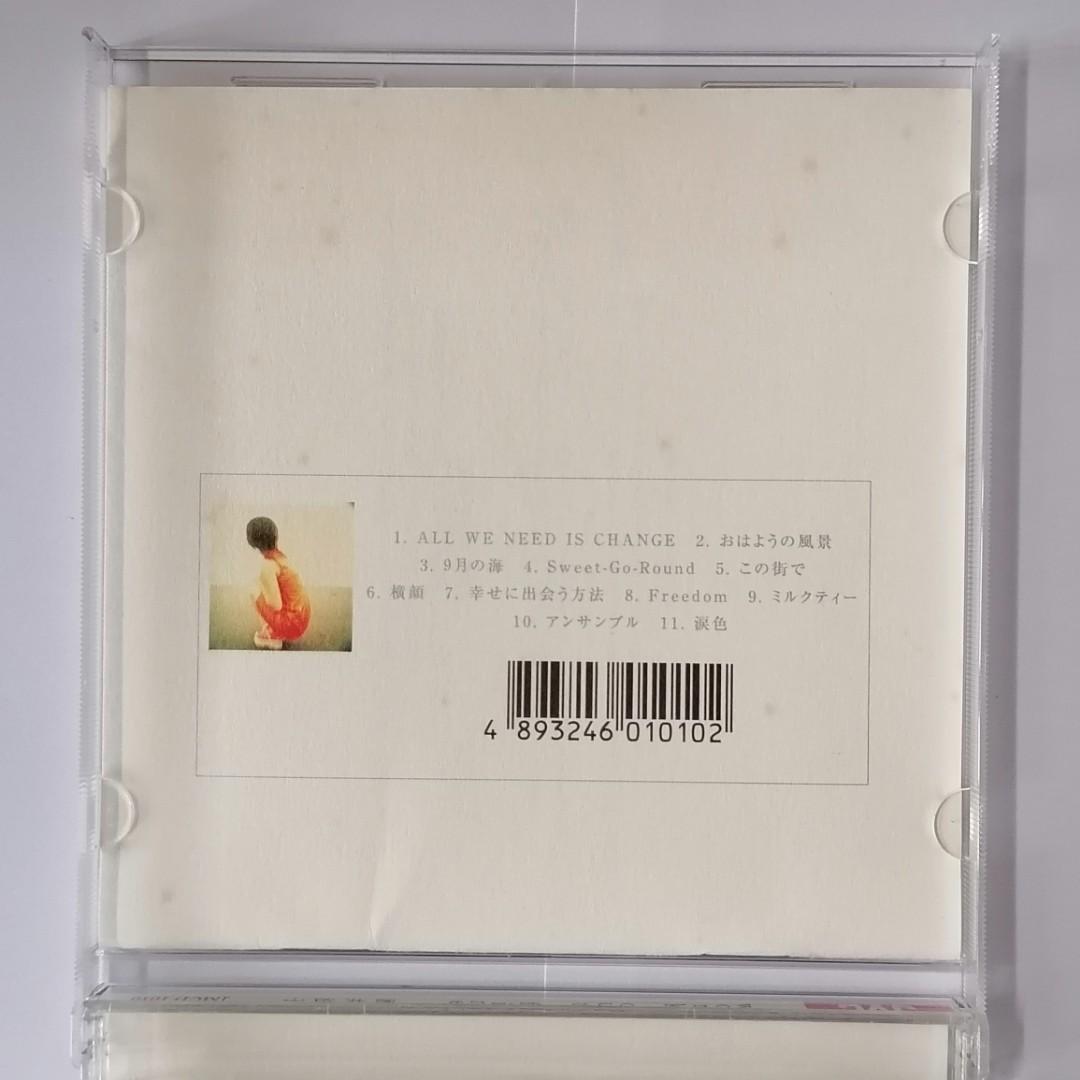 1. ALL WE NEED IS CHANGE 2. おはようの風景
3. 9月の海 4. Sweet-Go-Round 5. この街で
6. 横顔 7. 幸せに出会う方法 8. Freedom 9. ミルクティー
10. アンサンブル 11. 涙色
4 893246 010102